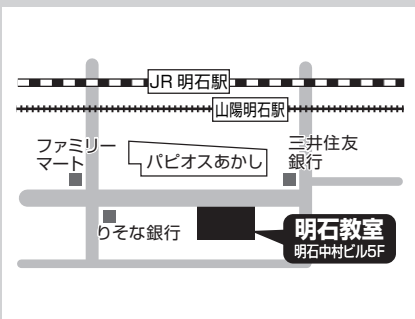 JR 明石駅
山陽明石駅
ファミリー
マート
パピオスあかし
三井住友
銀行
りそな銀行
明石教室
明石中村ビル5F